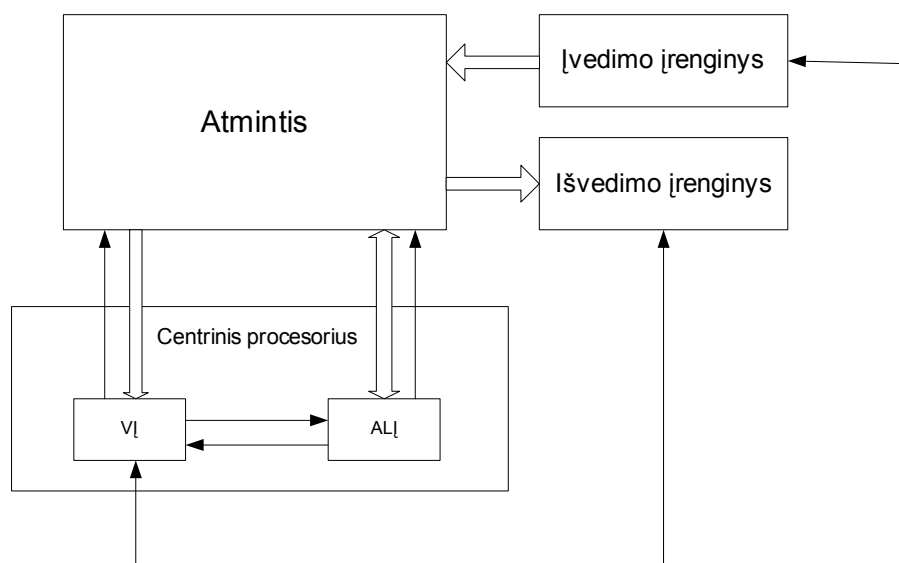 Atmintis
Įvedimo įrenginys
Išvedimo įrenginys
Centrinis procesorius
VĮ
ALĮ